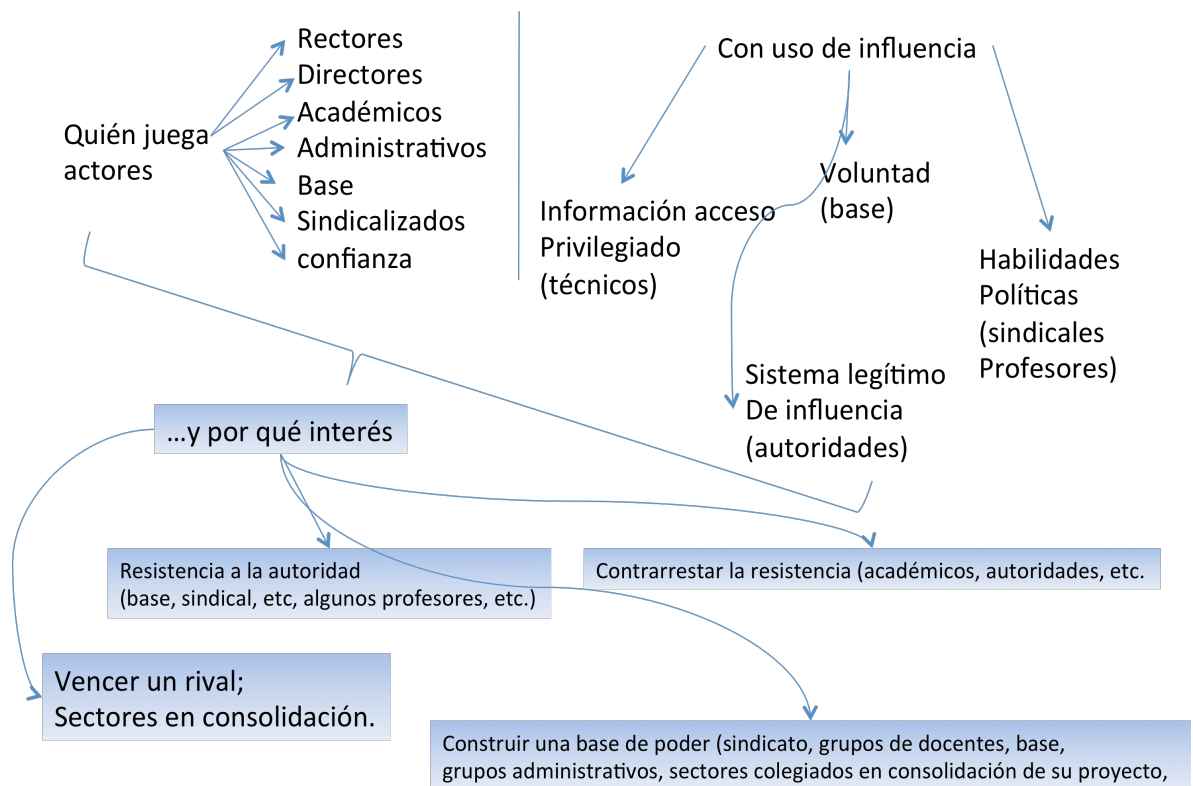 Quién juega
actores
Rectores
Directores
Académicos
Administrativos
Base
Sindicalizados
confianza
Con uso de influencia
Información acceso
Privilegiado
(técnicos)
Voluntad
(base)
Sistema legítimo
De influencia
(autoridades)
Habilidades
Políticas
(sindicales
Profesores)
…y por qué interés
Resistencia a la autoridad
(base, sindical, etc, algunos profesores, etc.)
Contrarrestar la resistencia (académicos, autoridades, etc.
Vencer un rival;
Sectores en consolidación.
Construir una base de poder (sindicato, grupos de docentes, base,
grupos administrativos, sectores colegiados en consolidación de su proyecto,